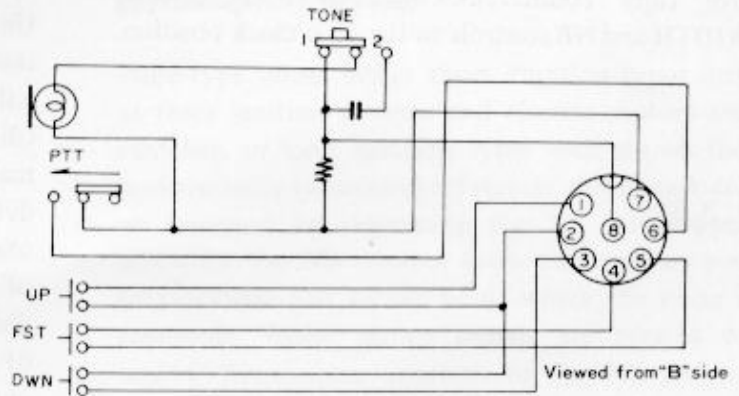 TONE
1 2
PTT
1 7
2 8 6
3 4 5
UP
FST
DWN
Viewed from "B" side